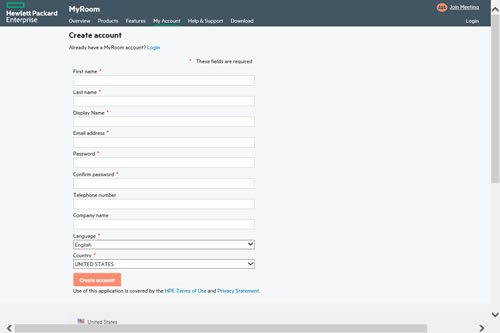 Hewlett Packard
Enterprise
MyRoom
Join Meeting
Overview Products Features My Account Help & Support Download
Login
Create account
Already have a MyRoom account? Login
* These fields are required
First name *
Last name *
Display Name *
Email address *
Password *
Confirm password *
Telephone number
Company name
Language *
English
Country *
UNITED STATES
Create account
Use of this application is covered by the HPE Terms of Use and Privacy Statement.
United States